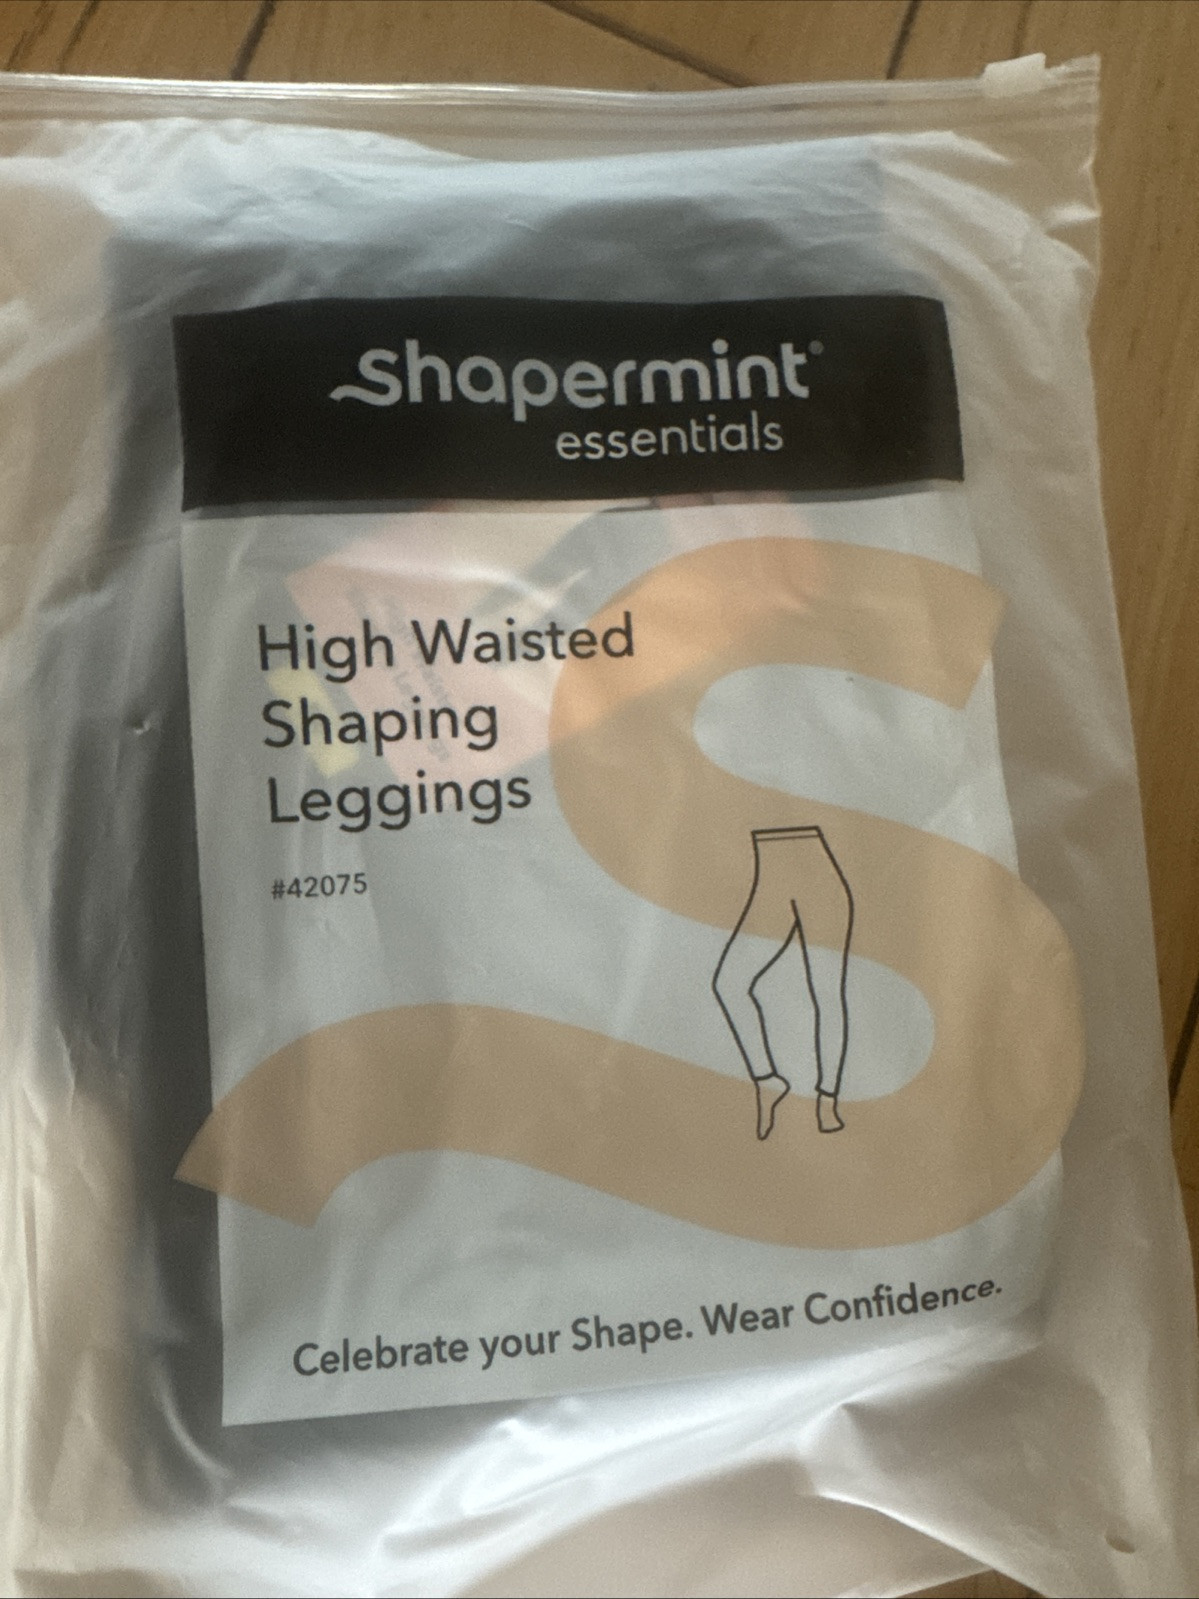 Shapermint®
essentials
High Waisted
Shaping
Leggings
#42075
Celebrate your Shape. Wear Confidence.